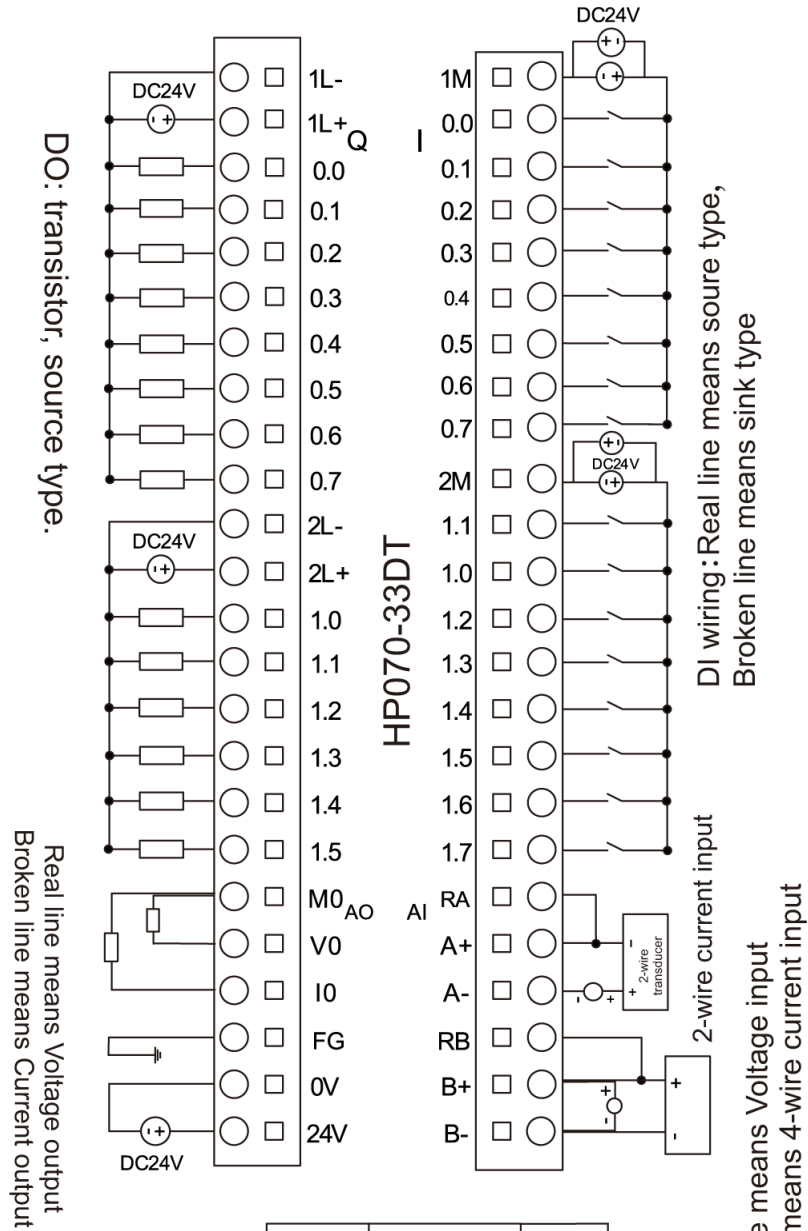 DO: transistor, source type.
DC24V
DC24V
1L-
1L+
Q
0.0
0.1
0.2
0.3
0.4
0.5
0.6
0.7
2L-
2L+
1.0
1.1
1.2
1.3
1.4
1.5
M0
AO
V0
I0
FG
0V
24V
DC24V
Real line means Voltage output
Broken line means Current output
HP070-33DT
DC24V
I
1M
0.0
0.1
0.2
0.3
0.4
0.5
0.6
0.7
DC24V
2M
1.1
1.0
1.2
1.3
1.4
1.5
1.6
1.7
AI
RA
A+
A-
RB
B+
B-
2-wire
transducer
DI wiring:Real line means soure type,
Broken line means sink type
2-wire current input
means Voltage input
means 4-wire current input